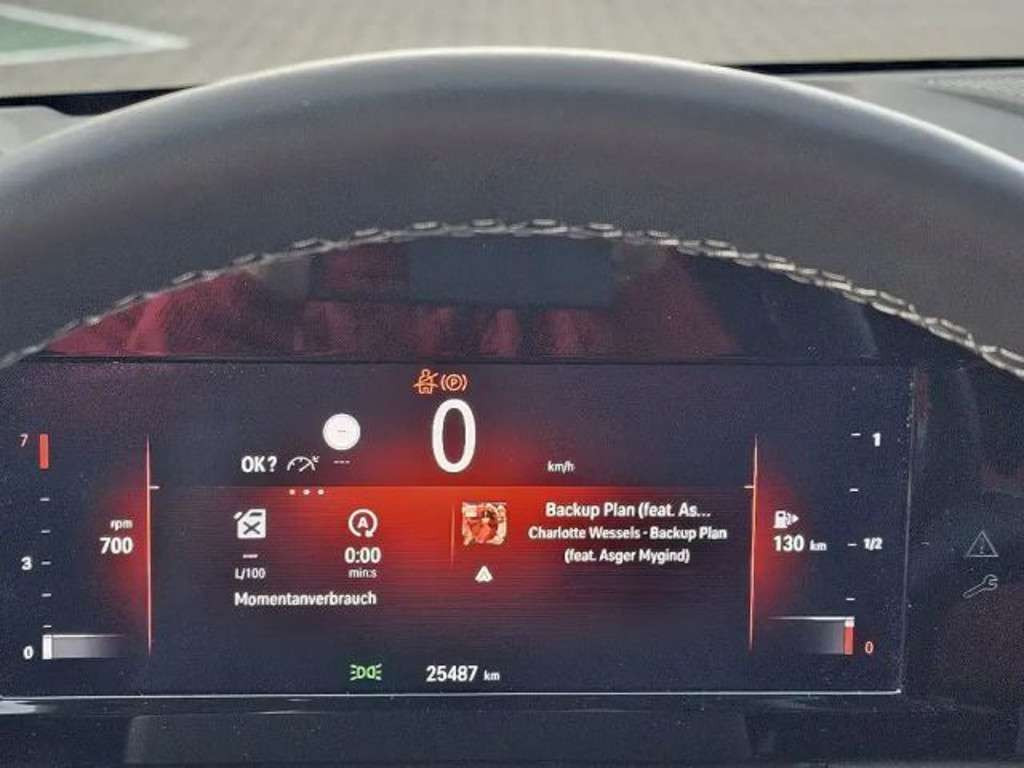 (P)
0
km/h
7
OK?
---
1
rpm
700
3
0
---
L/100
Momentanverbrauch
A
0:00
min:s
Backup Plan (feat. As...
Charlotte Wessels - Backup Plan
(feat. Asger Mygind)
130 km
1/2
0
25487 km